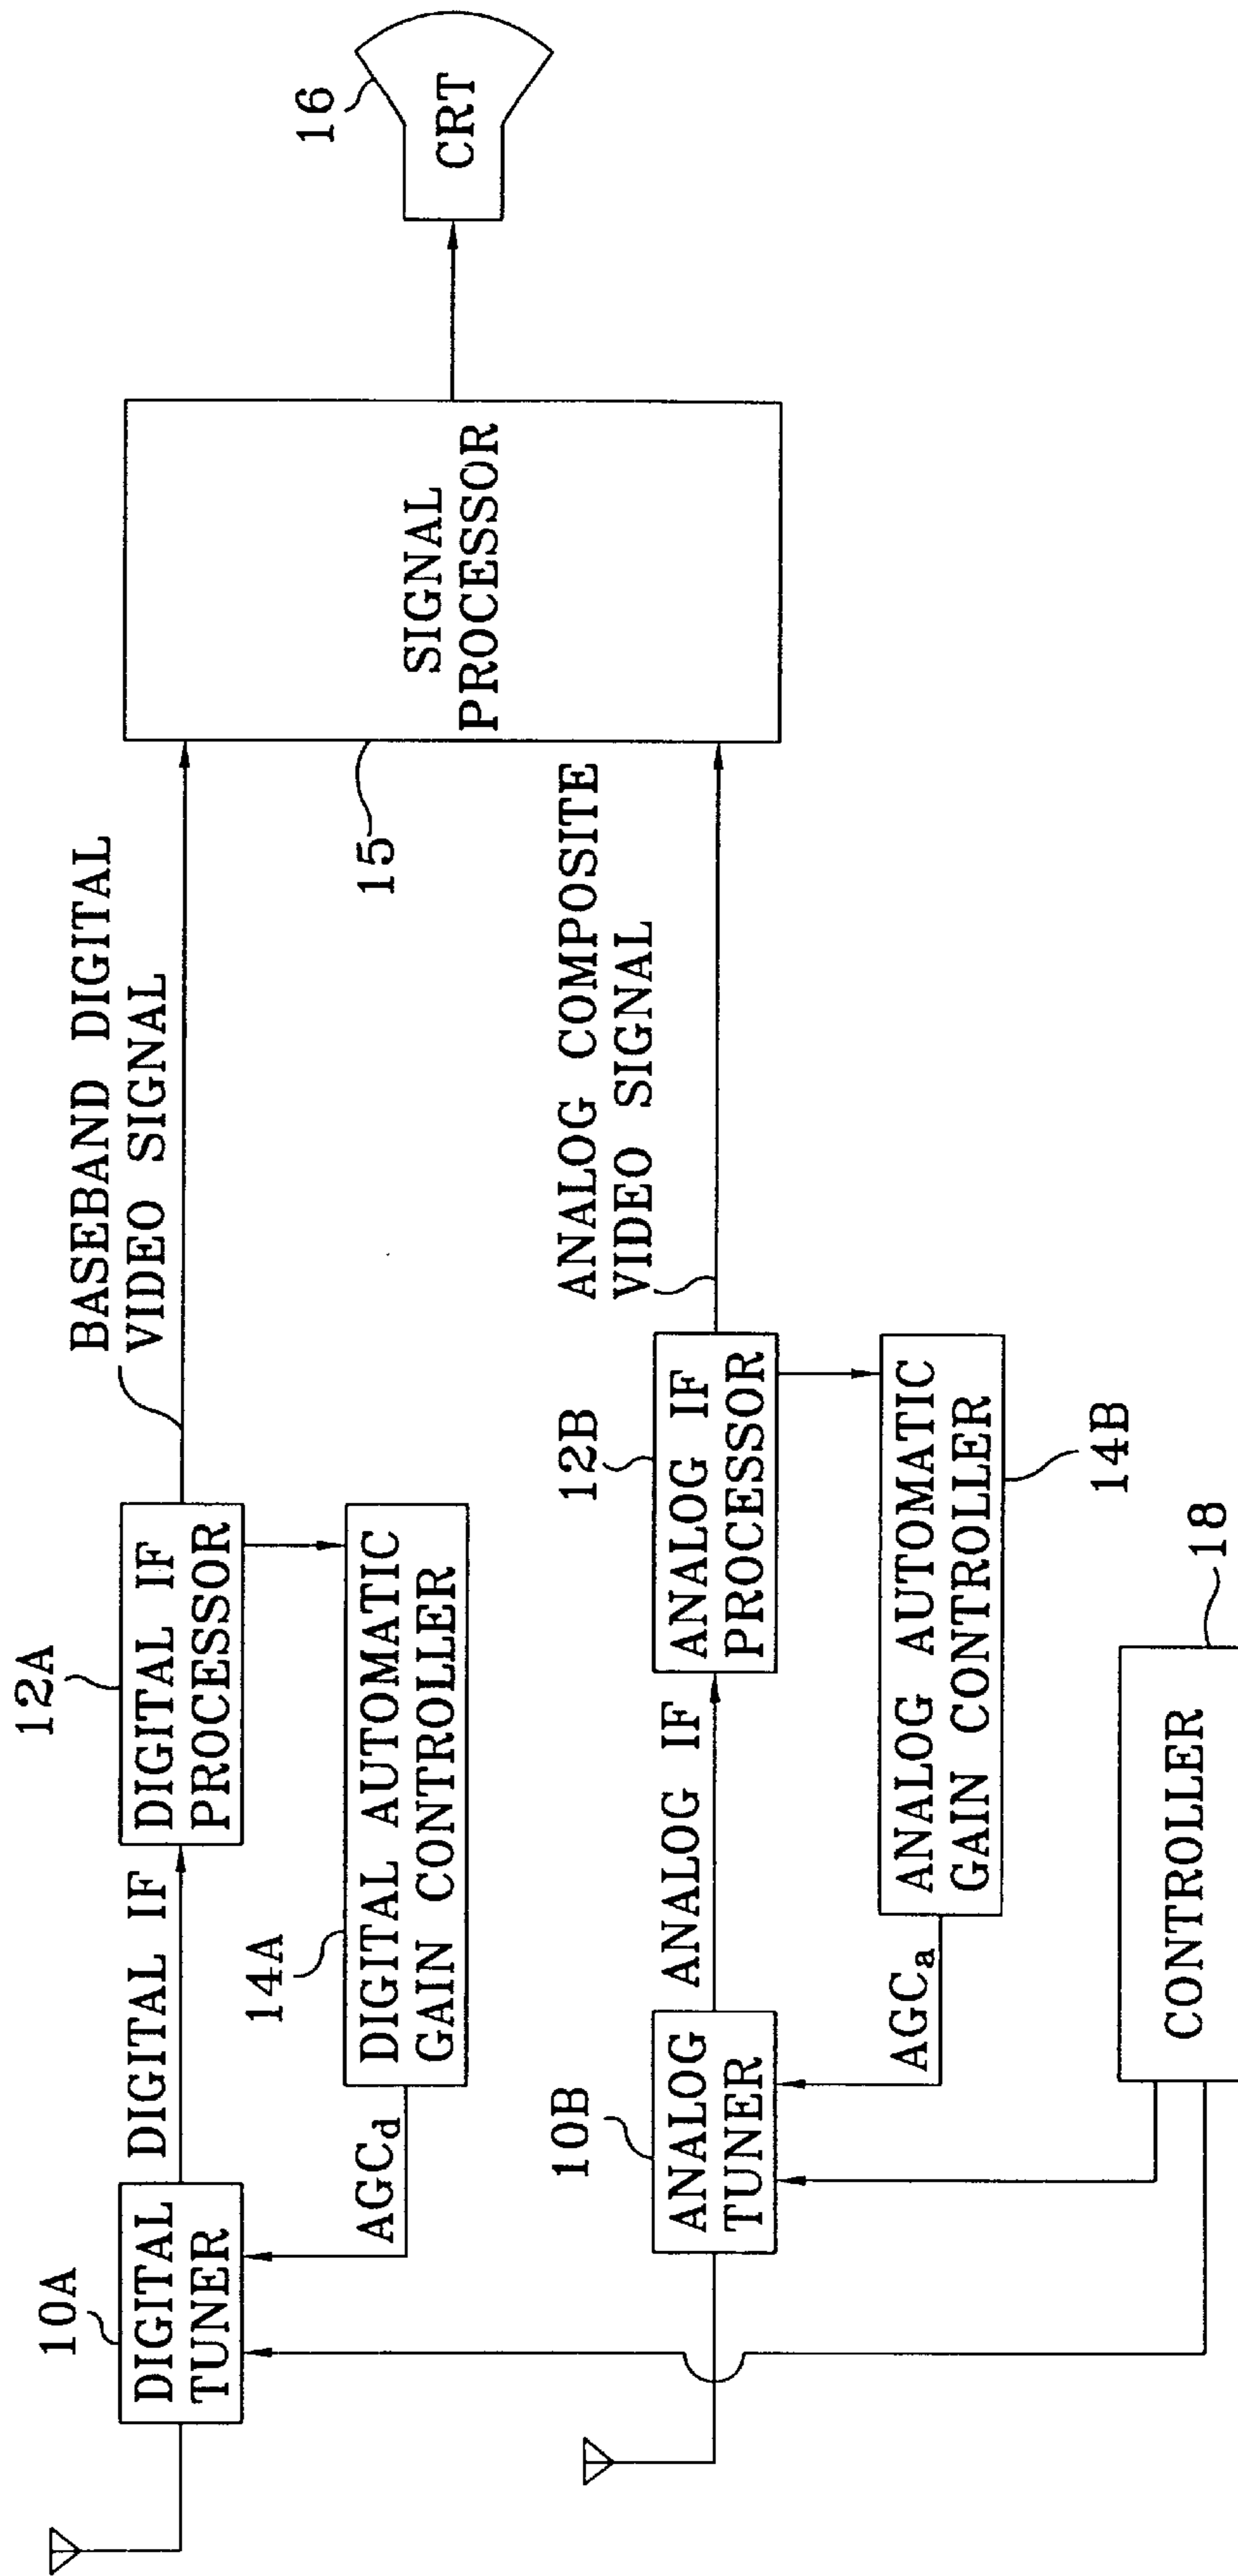 10A
DIGITAL
TUNER
DIGITAL IF
12A
DIGITAL IF
PROCESSOR
BASEBAND DIGITAL
VIDEO SIGNAL
14A
DIGITAL AUTOMATIC
GAIN CONTROLLER
AGCd
15
SIGNAL
PROCESSOR
16
CRT
10B
ANALOG
TUNER
ANALOG IF
12B
ANALOG IF
PROCESSOR
ANALOG COMPOSITE
VIDEO SIGNAL
AGCa
ANALOG AUTOMATIC
GAIN CONTROLLER
14B
CONTROLLER
18